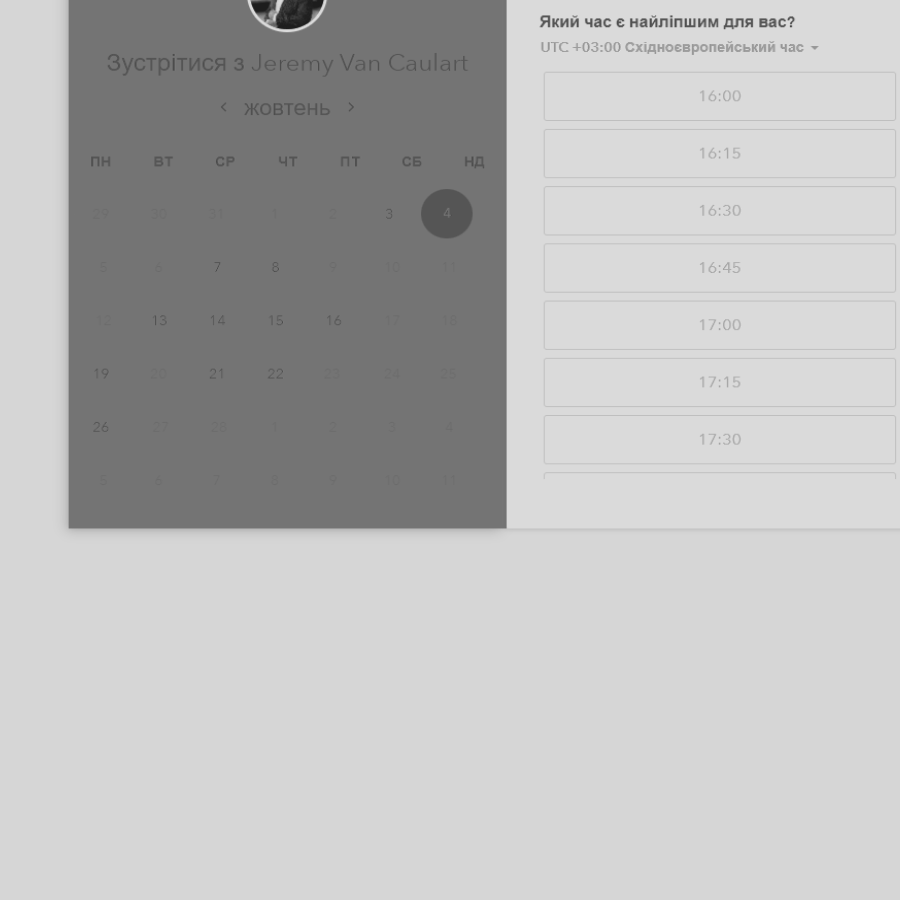 Зустрітися з Jeremy Van Caulart
< жовтень >
ПН ВТ СР ЧТ ПТ СБ НД
29 30 31 1 2 3 4
5 6 7 8 9 10 11
12 13 14 15 16 17 18
19 20 21 22 23 24 25
26 27 28 1 2 3 4
5 6 7 8 9 10 11
Який час є найліпшим для вас?
UTC +03:00 Східноєвропейський час
16:00
16:15
16:30
16:45
17:00
17:15
17:30